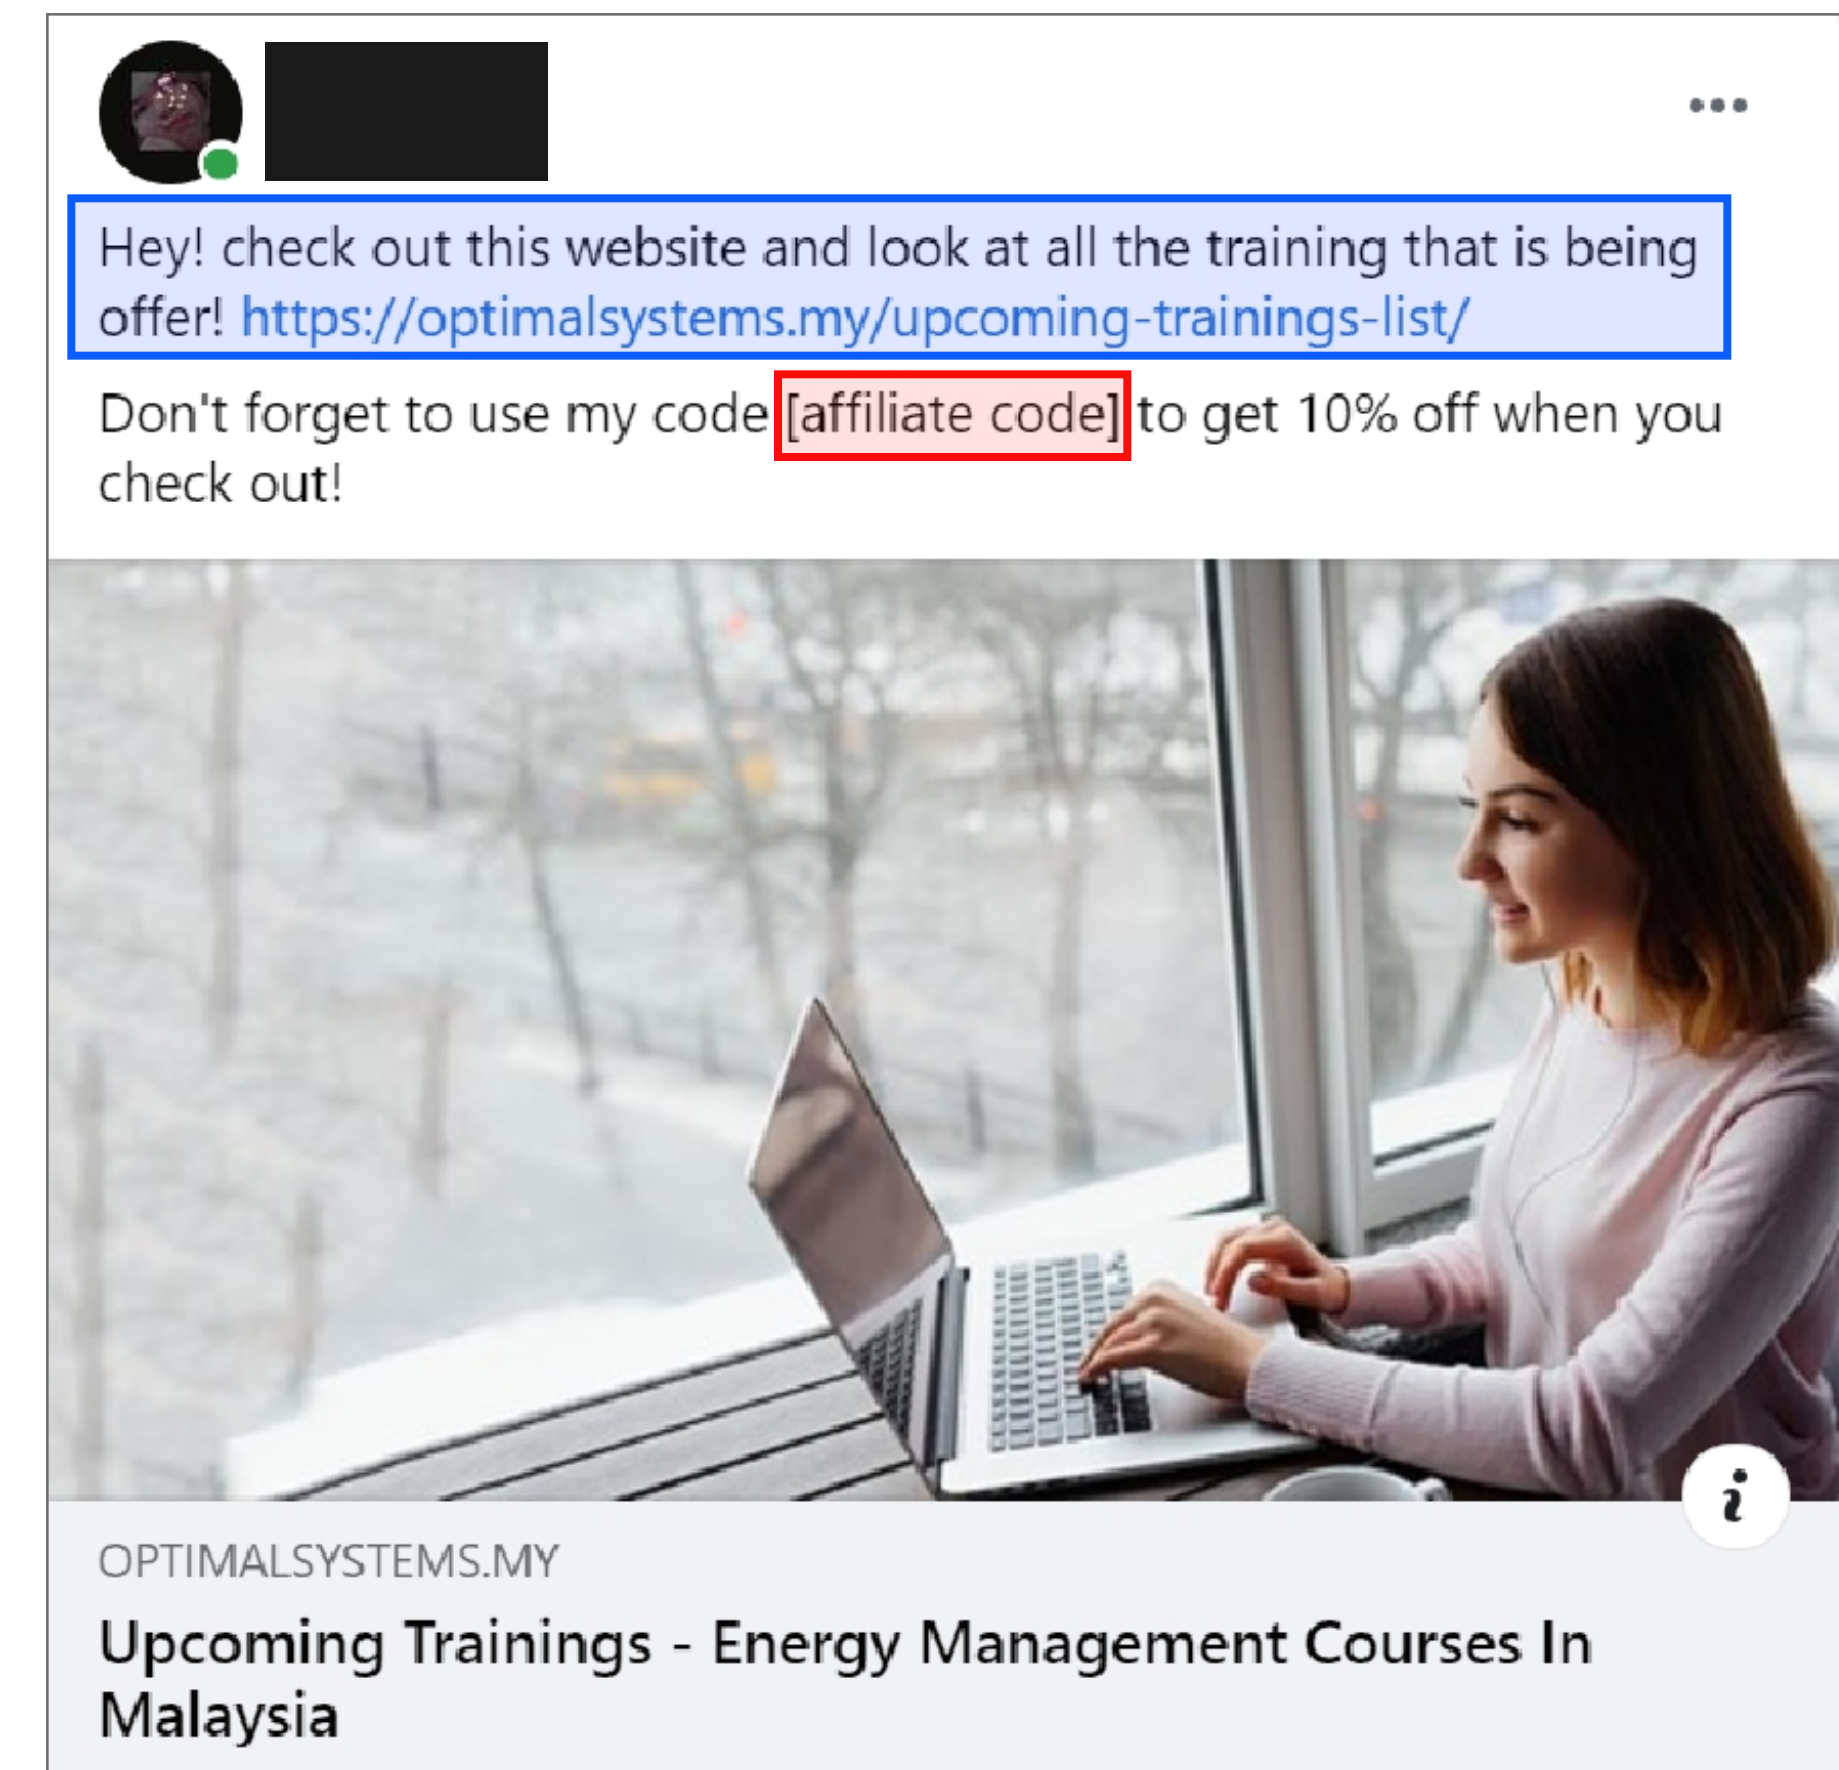 Hey! check out this website and look at all the training that is being
offer! https://optimalsystems.my/upcoming-trainings-list/
Don't forget to use my code [affiliate code] to get 10% off when you
check out!
i
OPTIMALSYSTEMS.MY
Upcoming Trainings - Energy Management Courses In
Malaysia